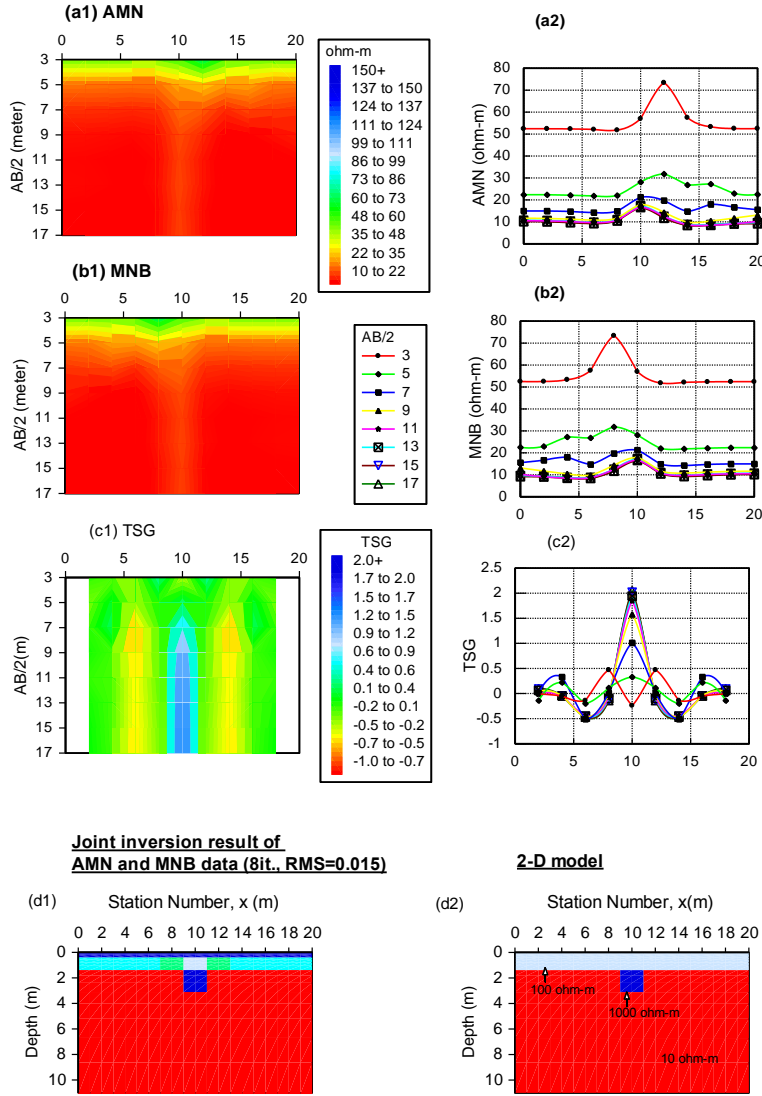 (a1) AMN
0 5 10 15 20
3
5
7
9
11
13
15
17
AB/2 (meter)
ohm-m
150+
137 to 150
124 to 137
111 to 124
99 to 111
86 to 99
73 to 86
60 to 73
48 to 60
35 to 48
22 to 35
10 to 22
(a2)
80
70
60
50
40
30
20
10
0
AMN (ohm-m)
0 5 10 15 20
(b1) MNB
0 5 10 15 20
3
5
7
9
11
13
15
17
AB/2 (meter)
AB/2
3
5
7
9
11
13
15
17
(b2)
80
70
60
50
40
30
20
10
0
MNB (ohm-m)
0 5 10 15 20
(c1) TSG
0 5 10 15 20
3
5
7
9
11
13
15
17
AB/2(m)
TSG
2.0+
1.7 to 2.0
1.5 to 1.7
1.2 to 1.5
0.9 to 1.2
0.6 to 0.9
0.4 to 0.6
0.1 to 0.4
-0.2 to 0.1
-0.5 to -0.2
-0.7 to -0.5
-1.0 to -0.7
(c2)
2.5
2
1.5
1
0.5
0
-0.5
-1
TSG
0 5 10 15 20
Joint inversion result of
AMN and MNB data (8it., RMS=0.015)
(d1)
Station Number, x (m)
0 2 4 6 8 10 12 14 16 18 20
0
2
4
6
8
10
Depth (m)
2-D model
(d2)
Station Number, x(m)
0 2 4 6 8 10 12 14 16 18 20
0
2
4
6
8
10
Depth (m)
100 ohm-m
1000 ohm-m
10 ohm-m